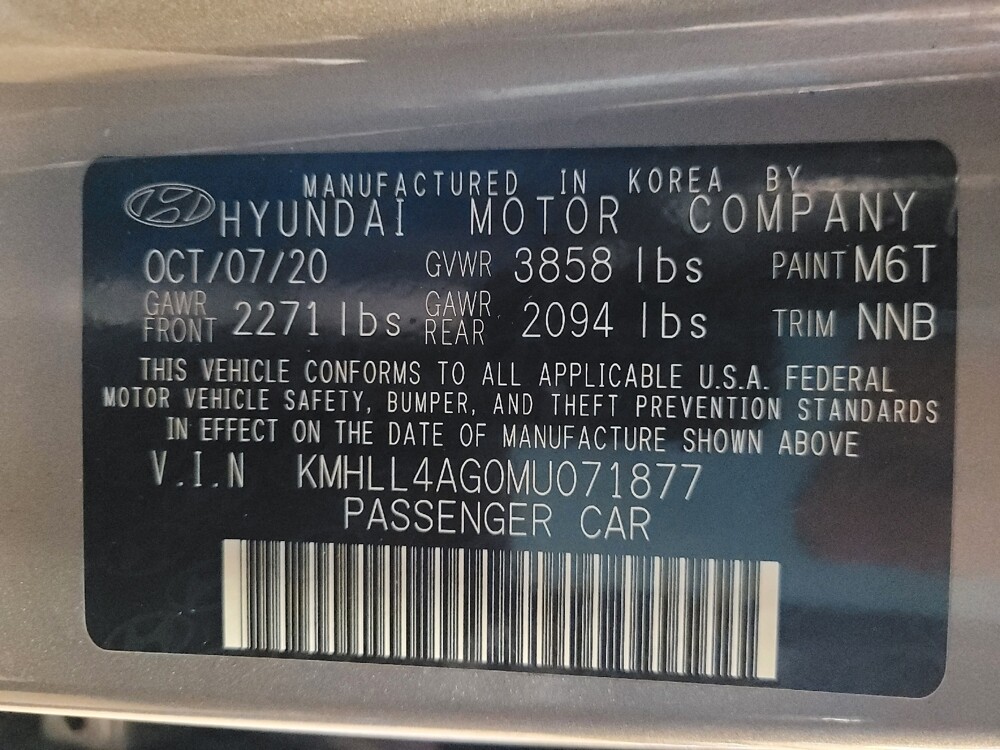 MANUFACTURED IN KOREA BY
HYUNDAI MOTOR COMPANY
OCT/07/20 GVWR 3858 lbs PAINT M6T
GAWR FRONT 2271 lbs GAWR REAR 2094 lbs TRIM NNB
THIS VEHICLE CONFORMS TO ALL APPLICABLE U.S.A. FEDERAL
MOTOR VEHICLE SAFETY, BUMPER, AND THEFT PREVENTION STANDARDS
IN EFFECT ON THE DATE OF MANUFACTURE SHOWN ABOVE
V.I.N KMHLL4AG0MU071877
PASSENGER CAR